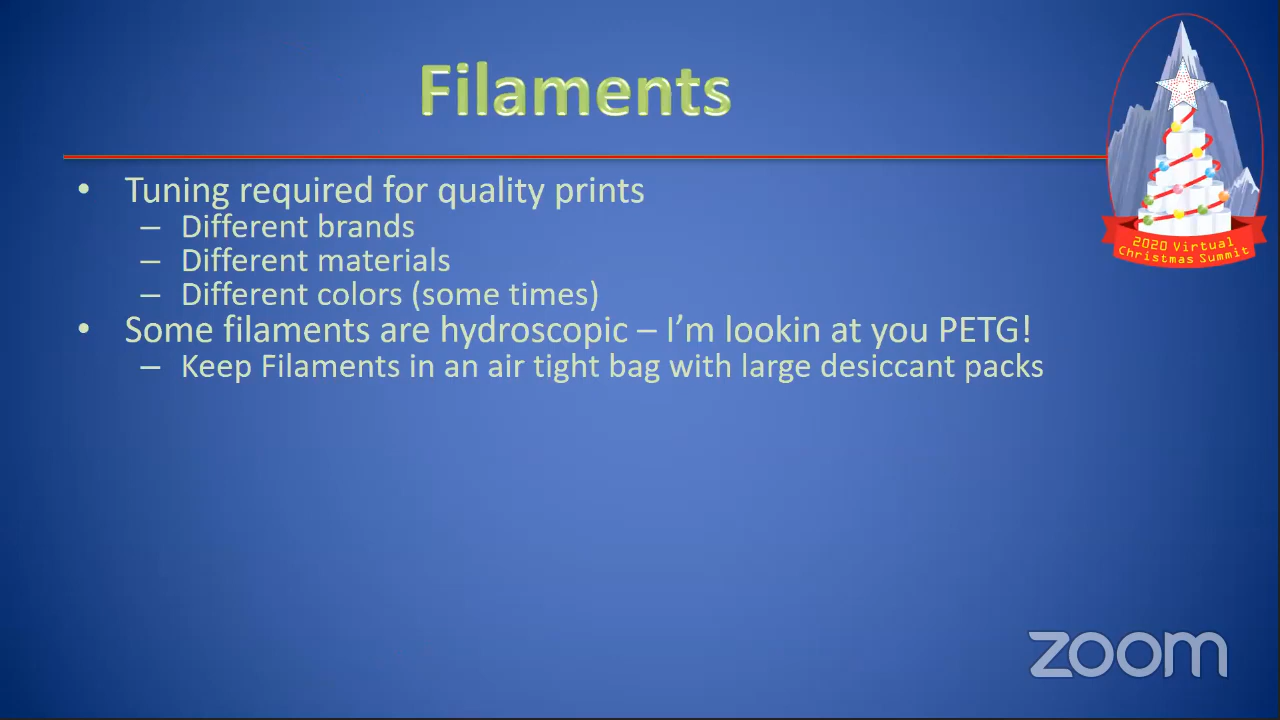 Filaments
• Tuning required for quality prints
– Different brands
– Different materials
– Different colors (some times)
• Some filaments are hydroscopic – I'm lookin at you PETG!
– Keep Filaments in an air tight bag with large desiccant packs
2020 Virtual
Christmas Summit
zoom